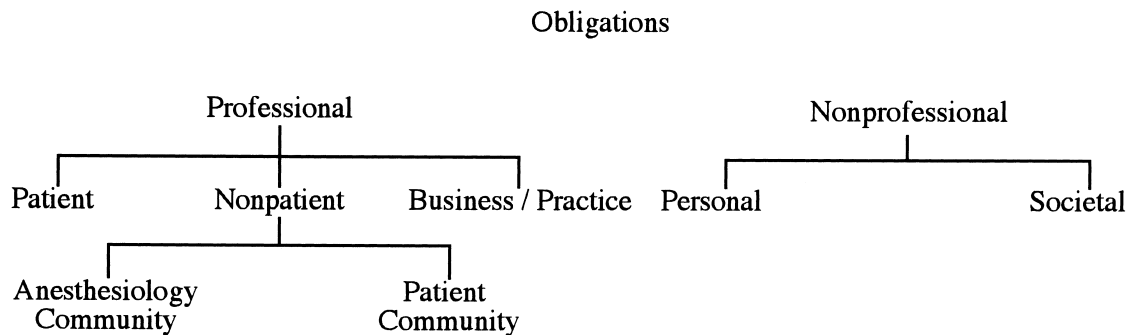 Obligations
Professional
Nonprofessional
Patient
Nonpatient
Business / Practice
Personal
Societal
Anesthesiology
Community
Patient
Community